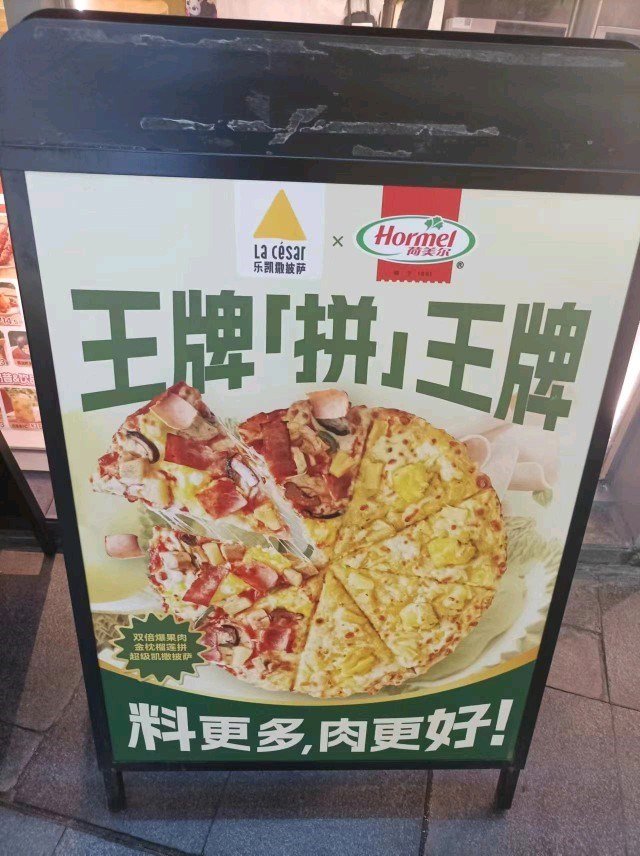 La césar
乐凯撒披萨
×
Hormel
荷美尔
®
王牌「拼」王牌
双倍爆果肉
金枕榴莲拼
超级凯撒披萨
料更多,肉更好!